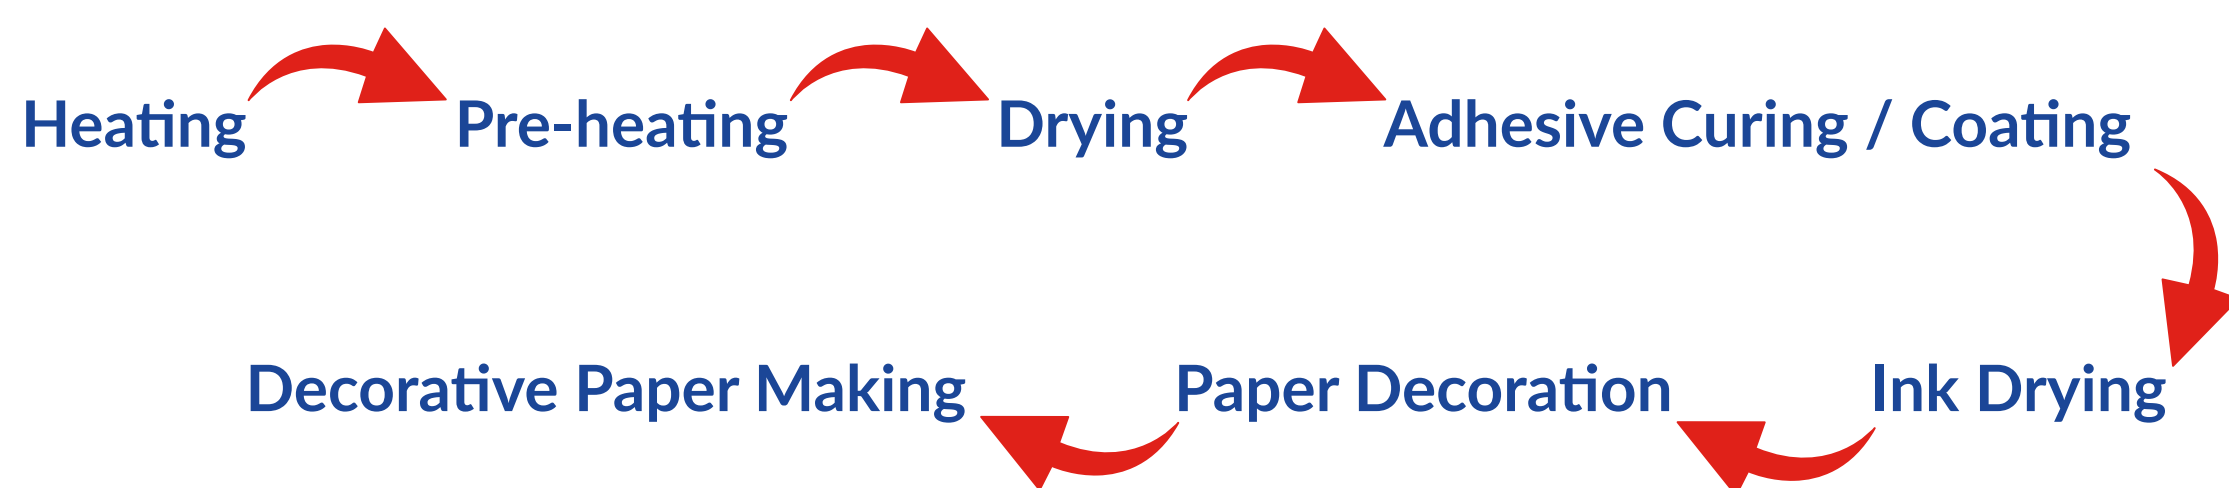 Heating
Pre-heating
Drying
Adhesive Curing / Coating
Ink Drying
Paper Decoration
Decorative Paper Making